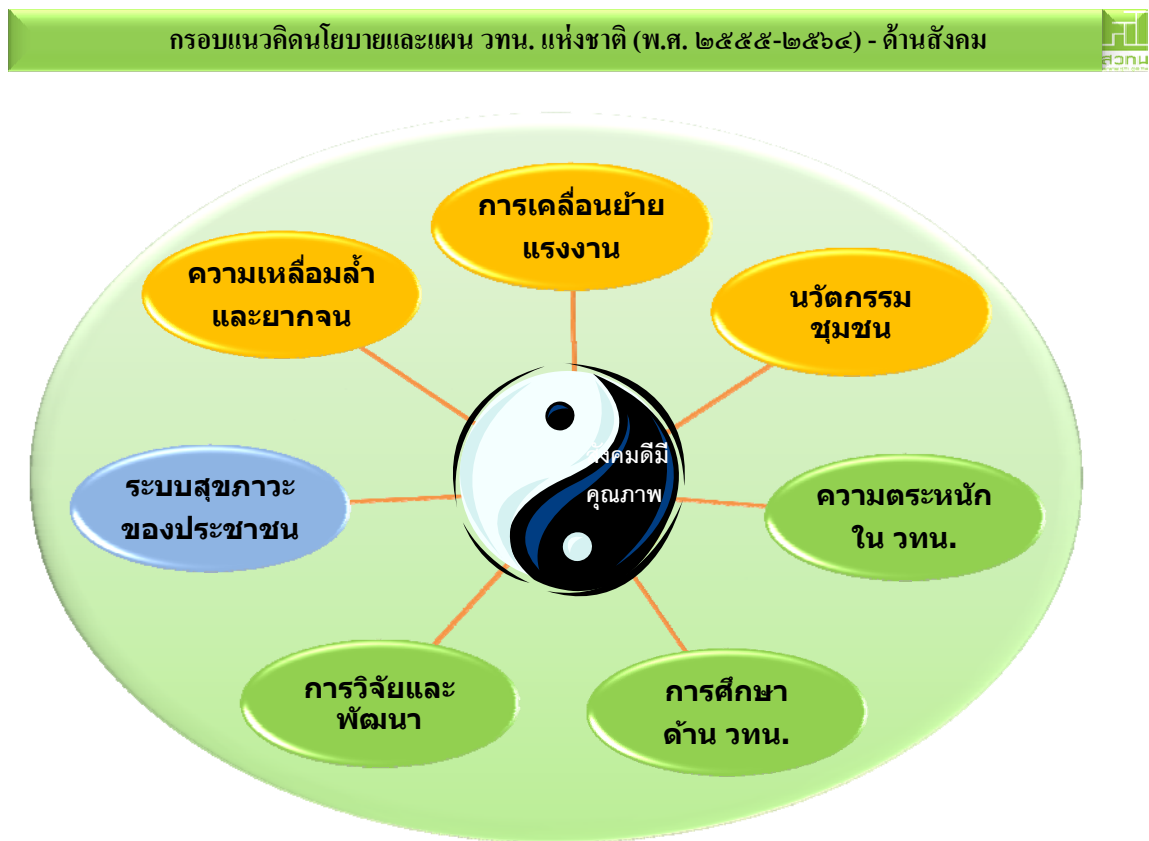 กรอบแนวคิดนโยบายและแผน วทน. แห่งชาติ (พ.ศ. ๒๕๕๕-๒๕๖๔) - ด้านสังคม
สวทน
การเคลื่อนย้าย
แรงงาน
ความเหลื่อมล้ำ
และยากจน
นวัตกรรม
ชุมชน
สังคมดีมี
คุณภาพ
ระบบสุขภาวะ
ของประชาชน
ความตระหนัก
ใน วทน.
การวิจัยและ
พัฒนา
การศึกษา
ด้าน วทน.